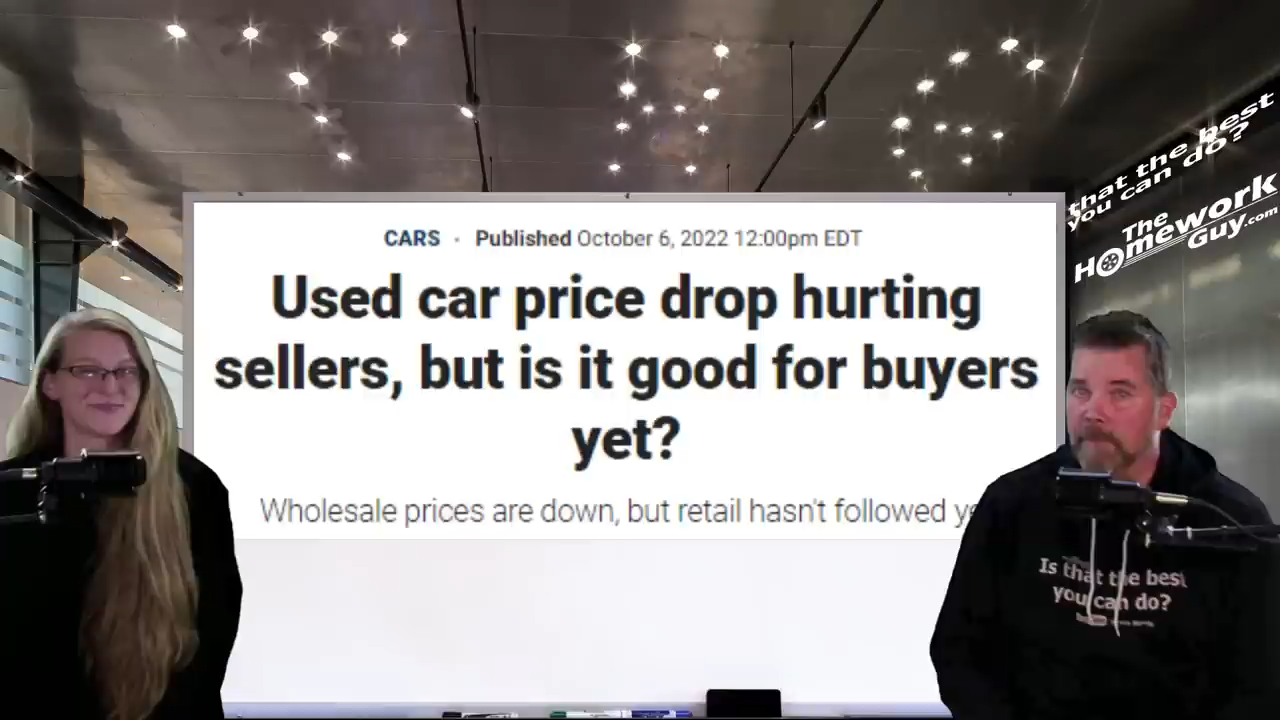 that the best
you can do?
The
Homework
Guy.com
CARS · Published October 6, 2022 12:00pm EDT
Used car price drop hurting
sellers, but is it good for buyers
yet?
Wholesale prices are down, but retail hasn't followed
Is that the best
you can do?